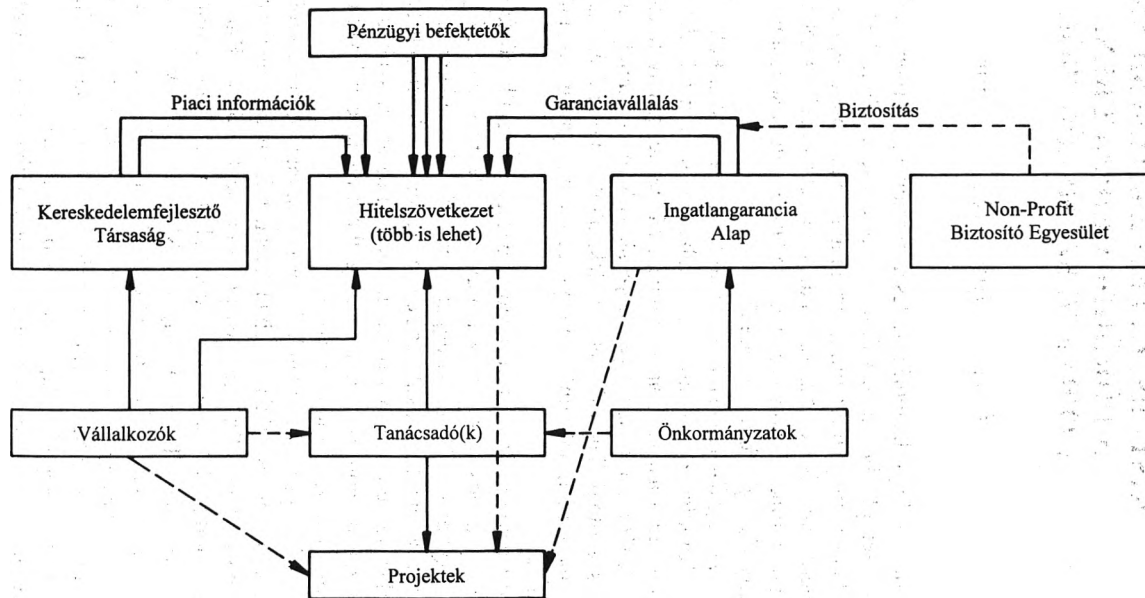 Pénzügyi befektetők
Piaci információk
Garanciavállalás
Biztosítás
Kereskedelemfejlesztő
Társaság
Hitelszövetkezet
(több is lehet)
Ingatlangarancia
Alap
Non-Profit
Biztosító Egyesület
Vállalkozók
Tanácsadó(k)
Önkormányzatok
Projektek